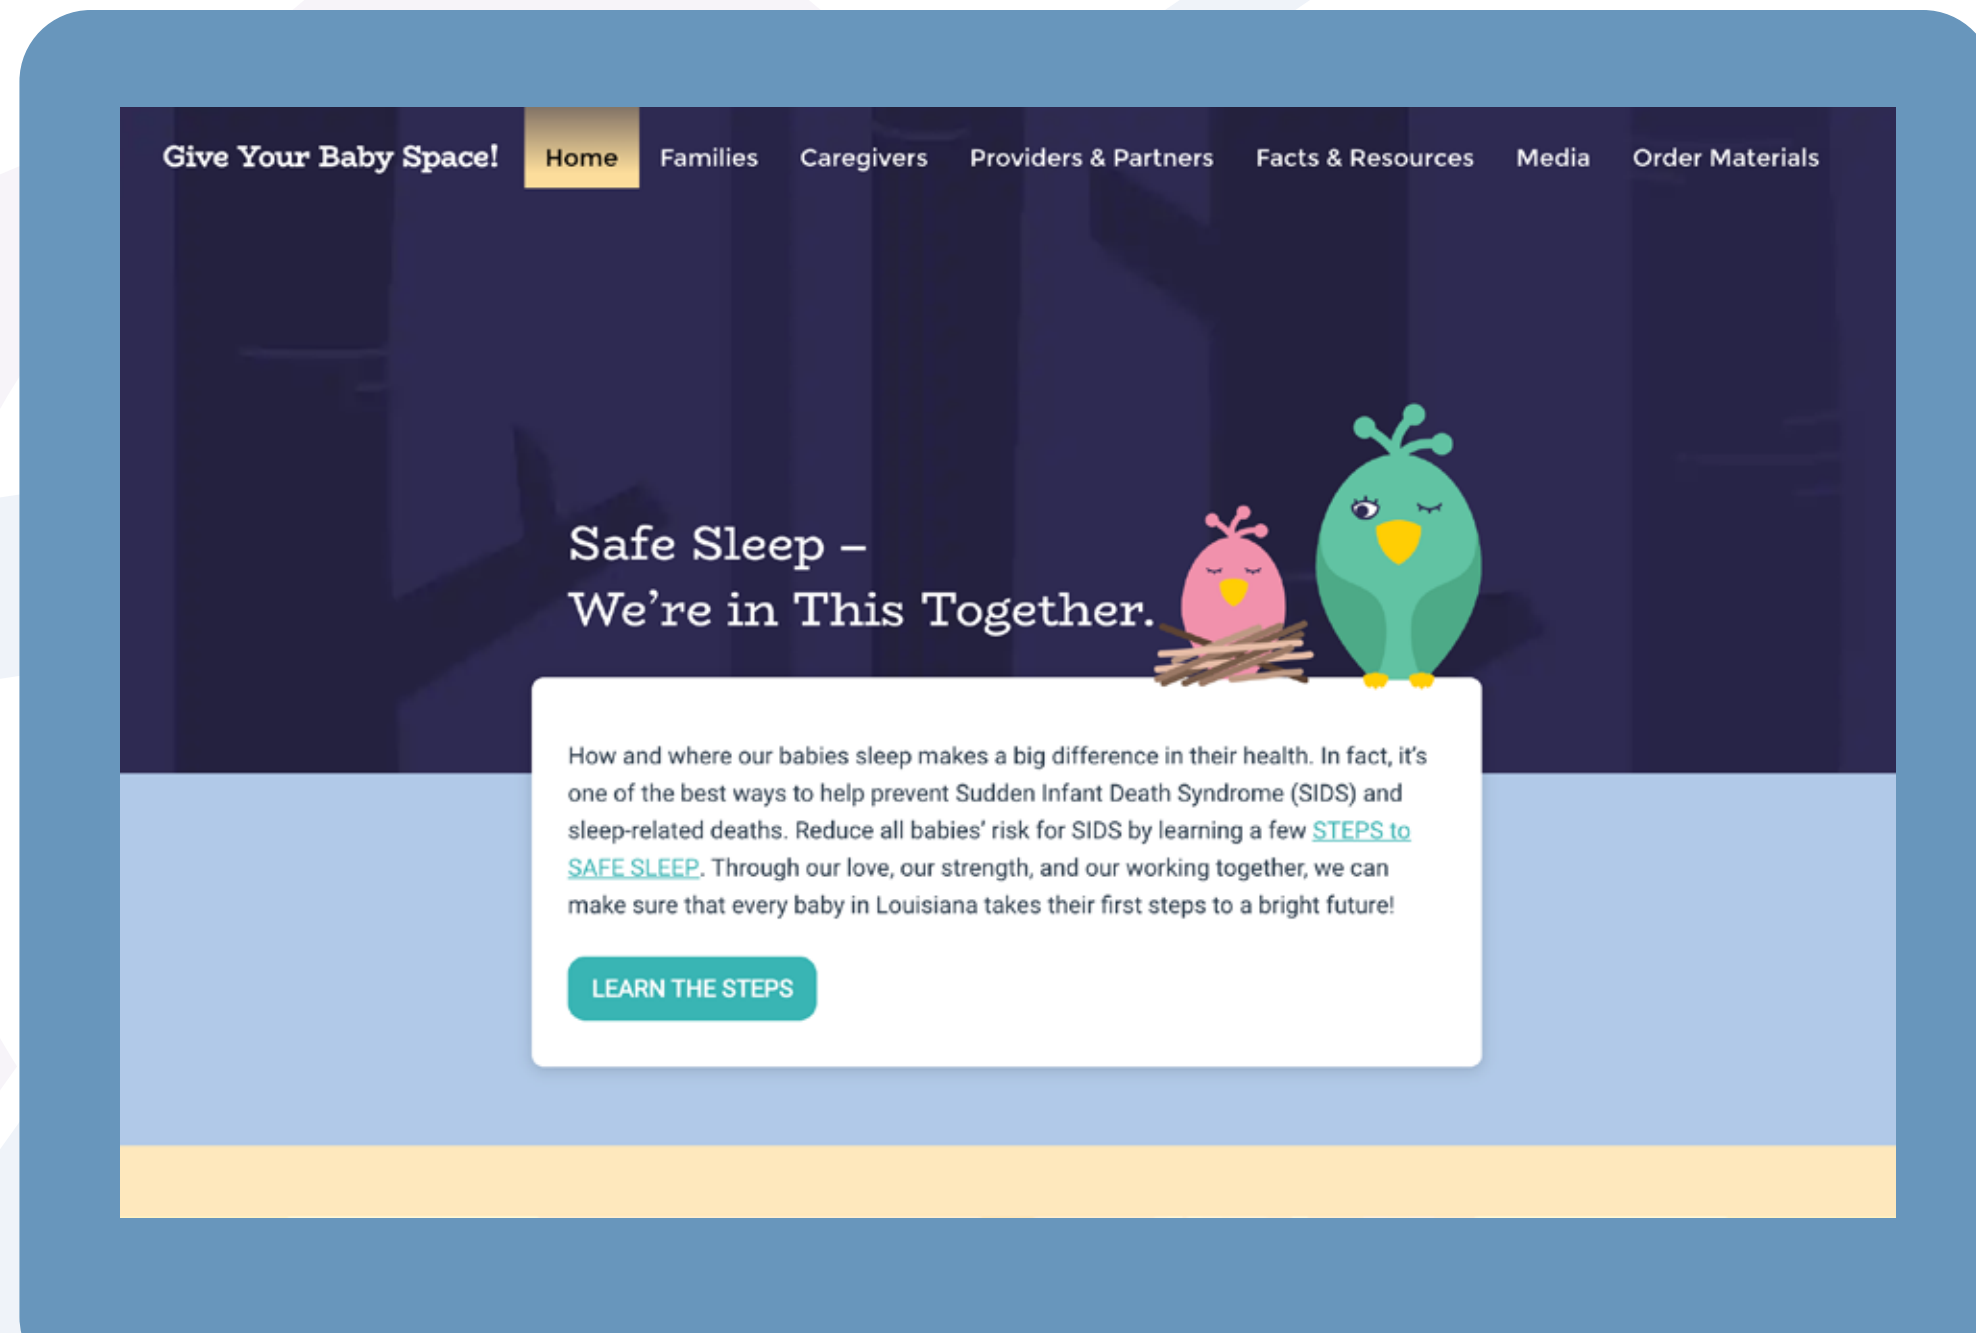 Give Your Baby Space!
Home
Families
Caregivers
Providers & Partners
Facts & Resources
Media
Order Materials
Safe Sleep –
We’re in This Together.
How and where our babies sleep makes a big difference in their health. In fact, it’s
one of the best ways to help prevent Sudden Infant Death Syndrome (SIDS) and
sleep-related deaths. Reduce all babies’ risk for SIDS by learning a few STEPS to
SAFE SLEEP. Through our love, our strength, and our working together, we can
make sure that every baby in Louisiana takes their first steps to a bright future!
LEARN THE STEPS